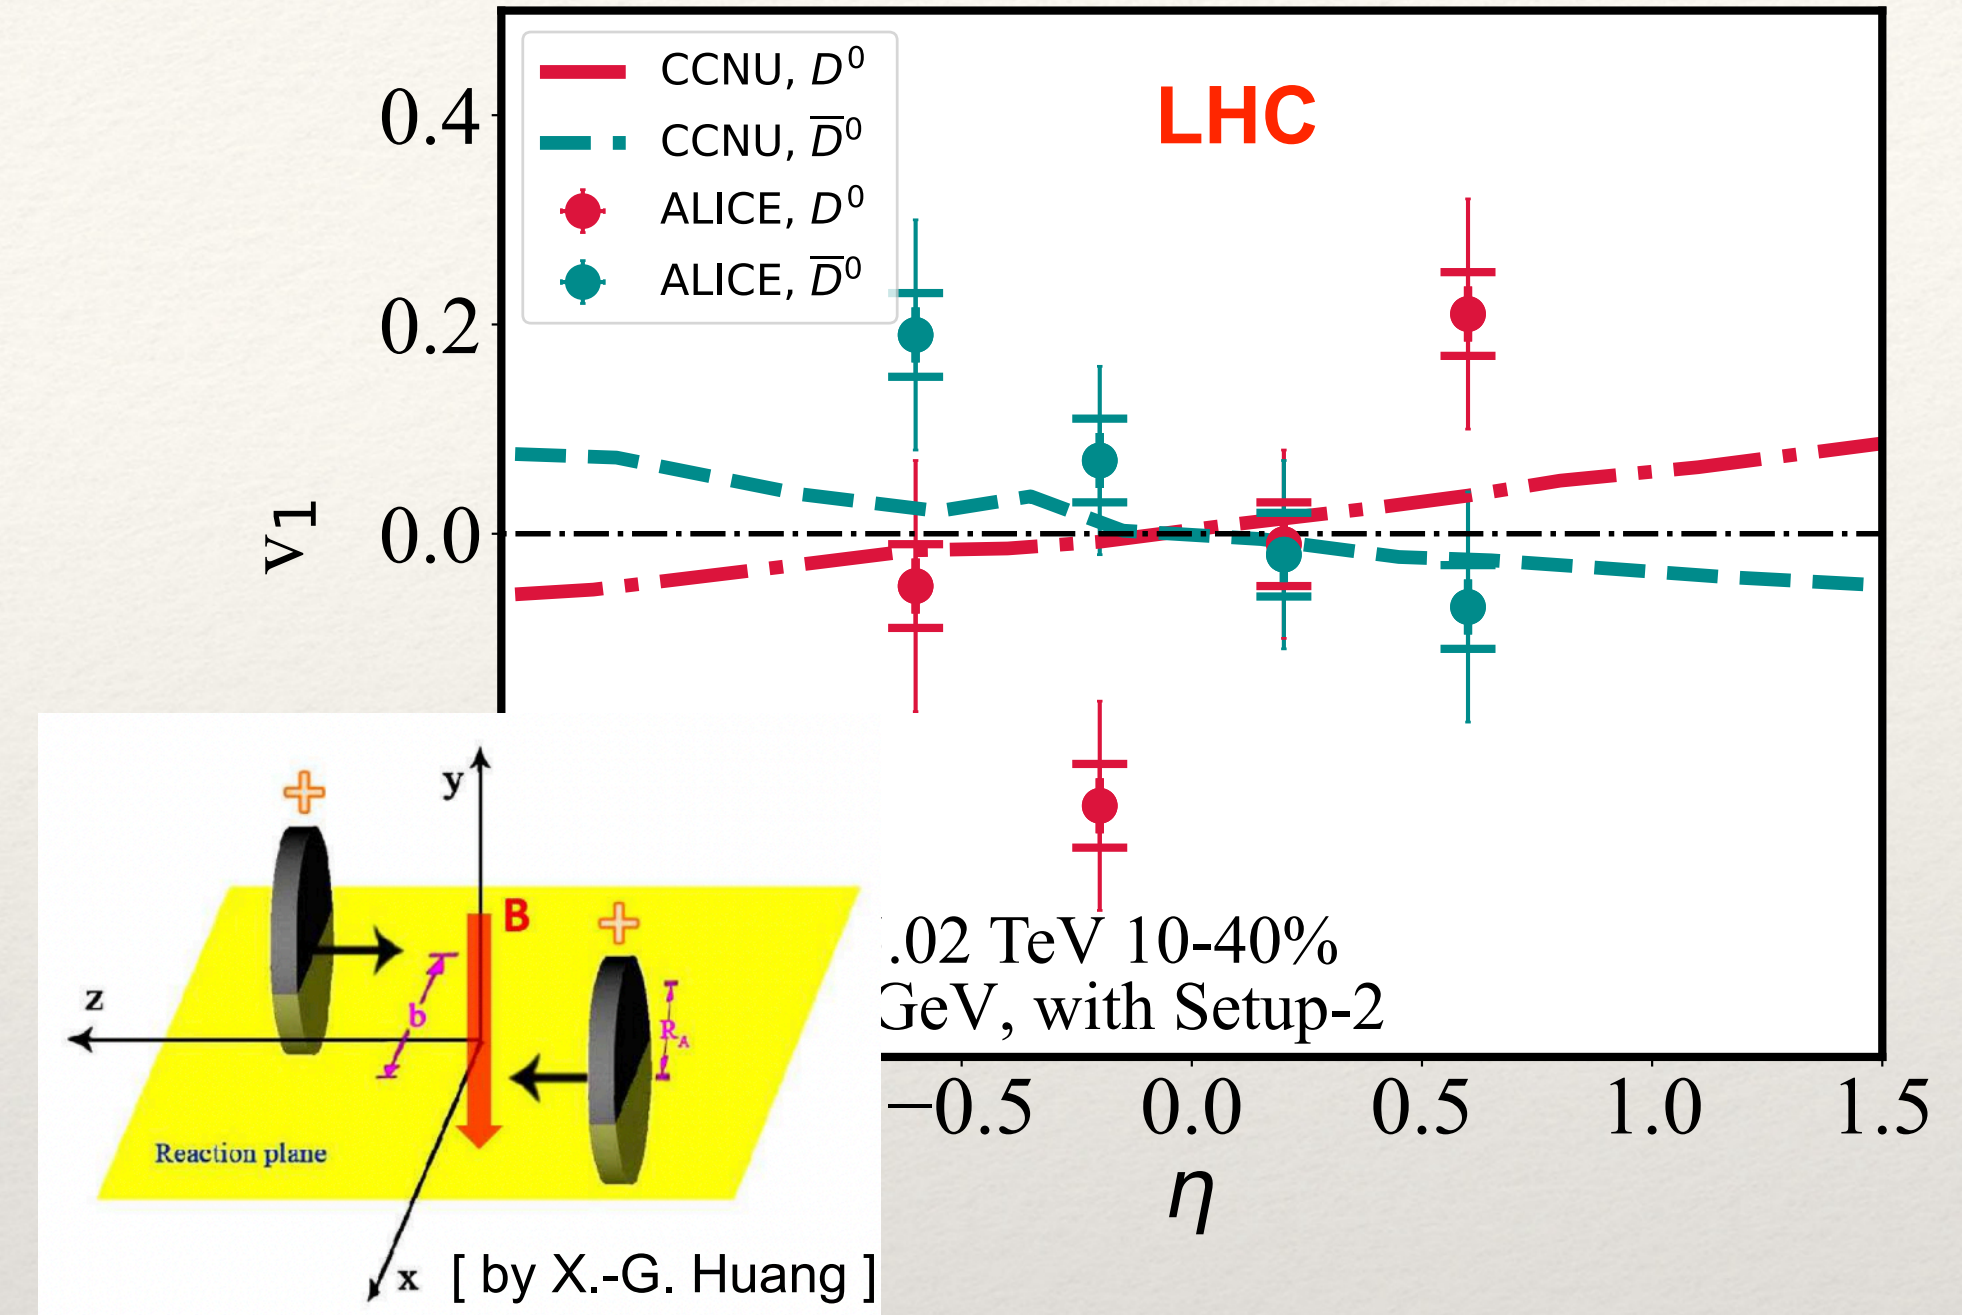 CCNU, D⁰
CCNU, D̅⁰
ALICE, D⁰
ALICE, D̅⁰
LHC
0.4
0.2
0.0
v₁
.02 TeV 10-40%
GeV, with Setup-2
−0.5 0.0 0.5 1.0 1.5
η
y
B
z
b
R_A
Reaction plane
x
[ by X.-G. Huang ]